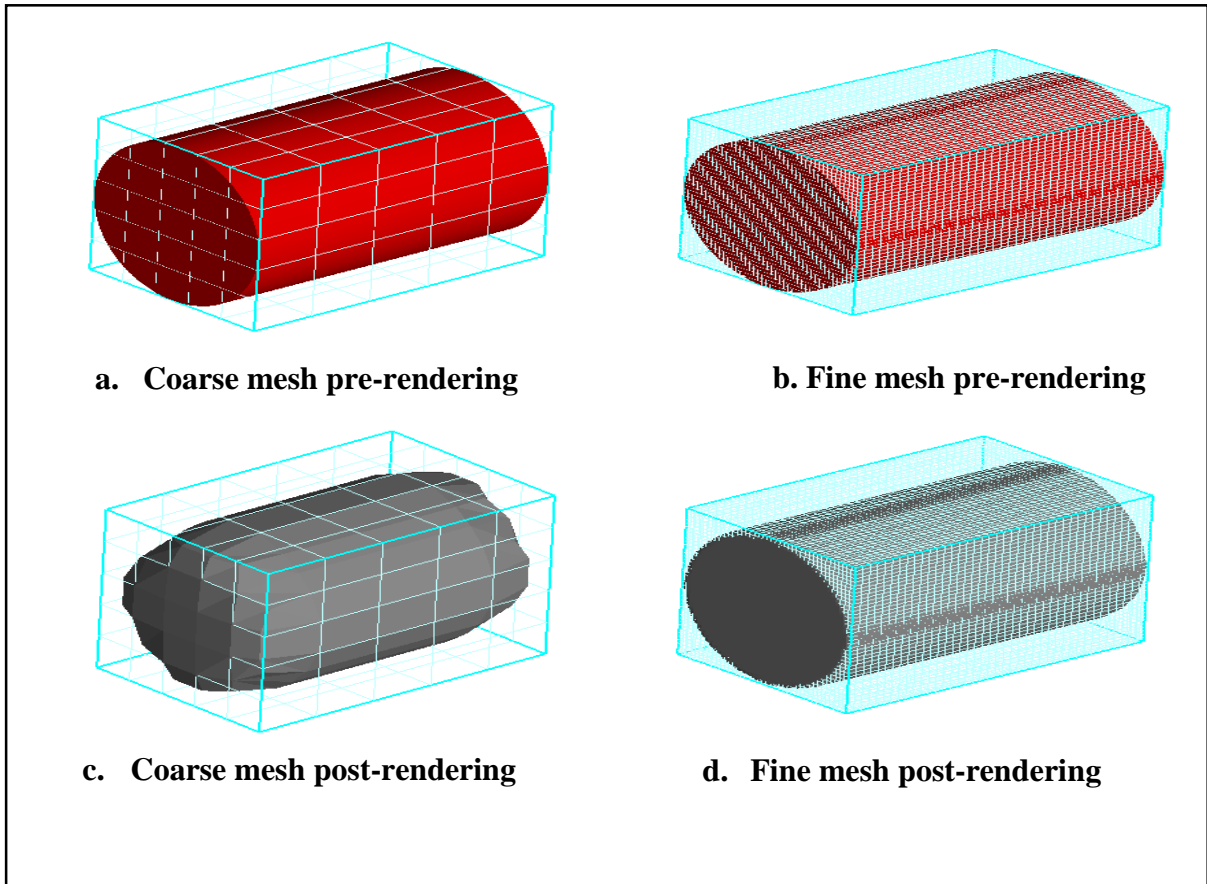 a. Coarse mesh pre-rendering
b. Fine mesh pre-rendering
c. Coarse mesh post-rendering
d. Fine mesh post-rendering